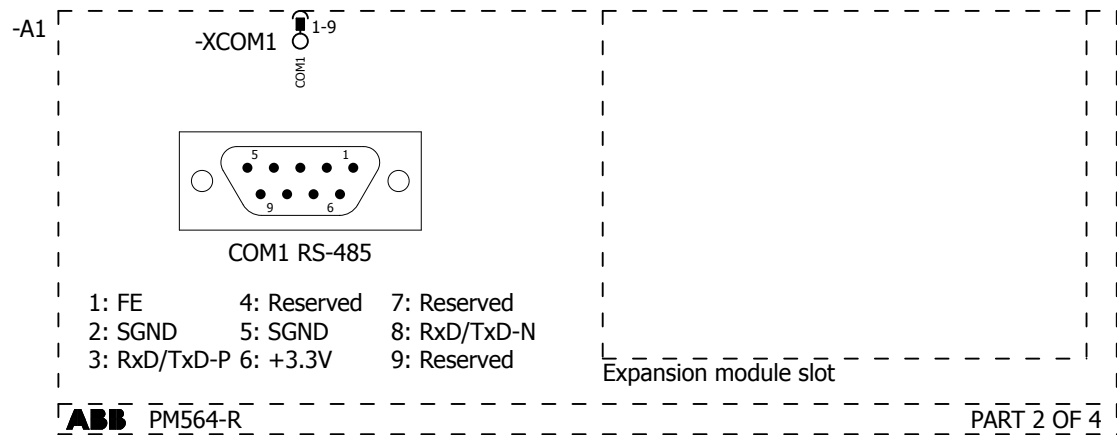 -A1
-XCOM1
1-9
COM1
5 1
9 6
COM1 RS-485
1: FE 4: Reserved 7: Reserved
2: SGND 5: SGND 8: RxD/TxD-N
3: RxD/TxD-P 6: +3.3V 9: Reserved
Expansion module slot
ABB PM564-R PART 2 OF 4